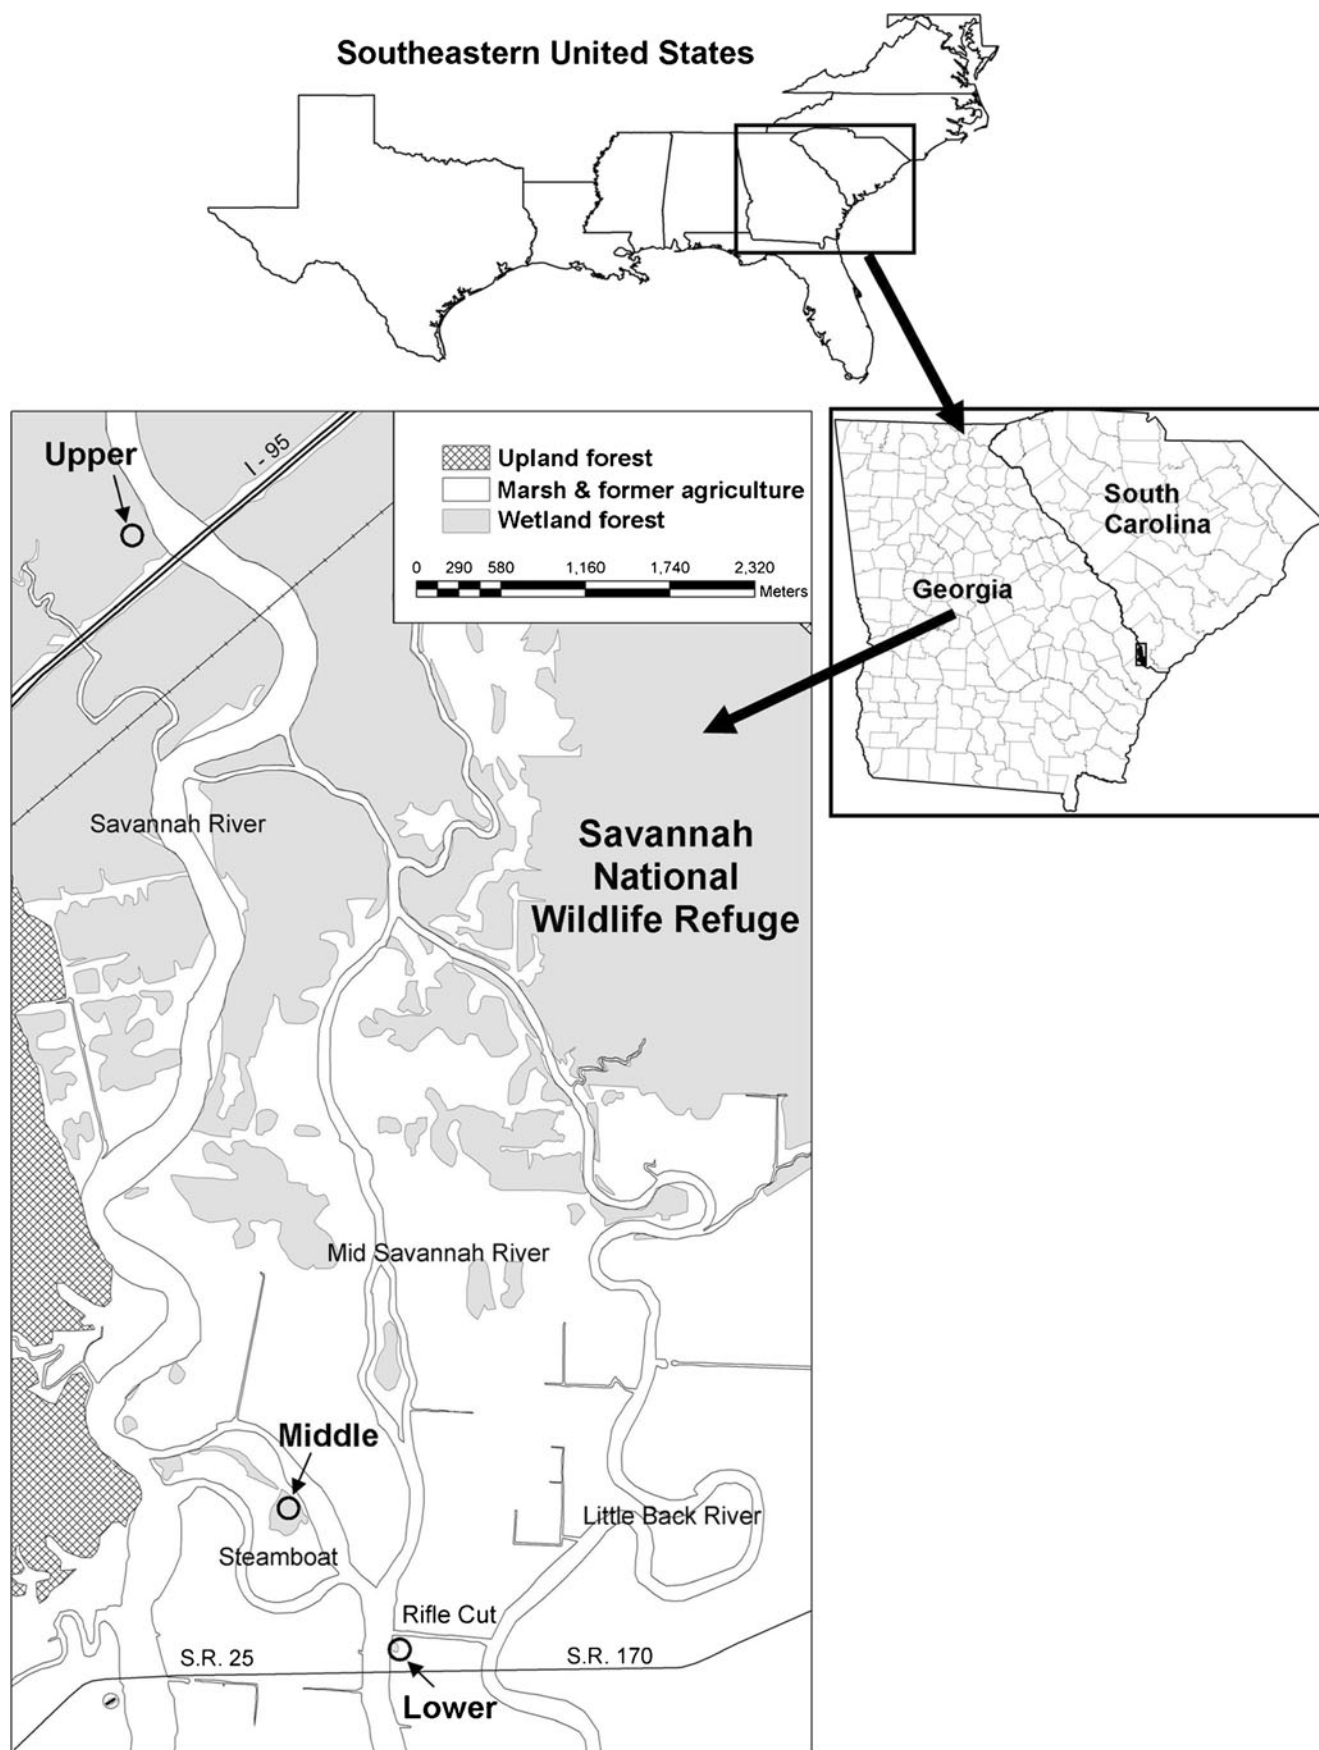 Southeastern United States
Upper
I - 95
Upland forest
Marsh & former agriculture
Wetland forest
0 290 580 1,160 1,740 2,320
Meters
South
Carolina
Georgia
Savannah River
Savannah
National
Wildlife Refuge
Mid Savannah River
Middle
Little Back River
Steamboat
Rifle Cut
S.R. 25
S.R. 170
Lower